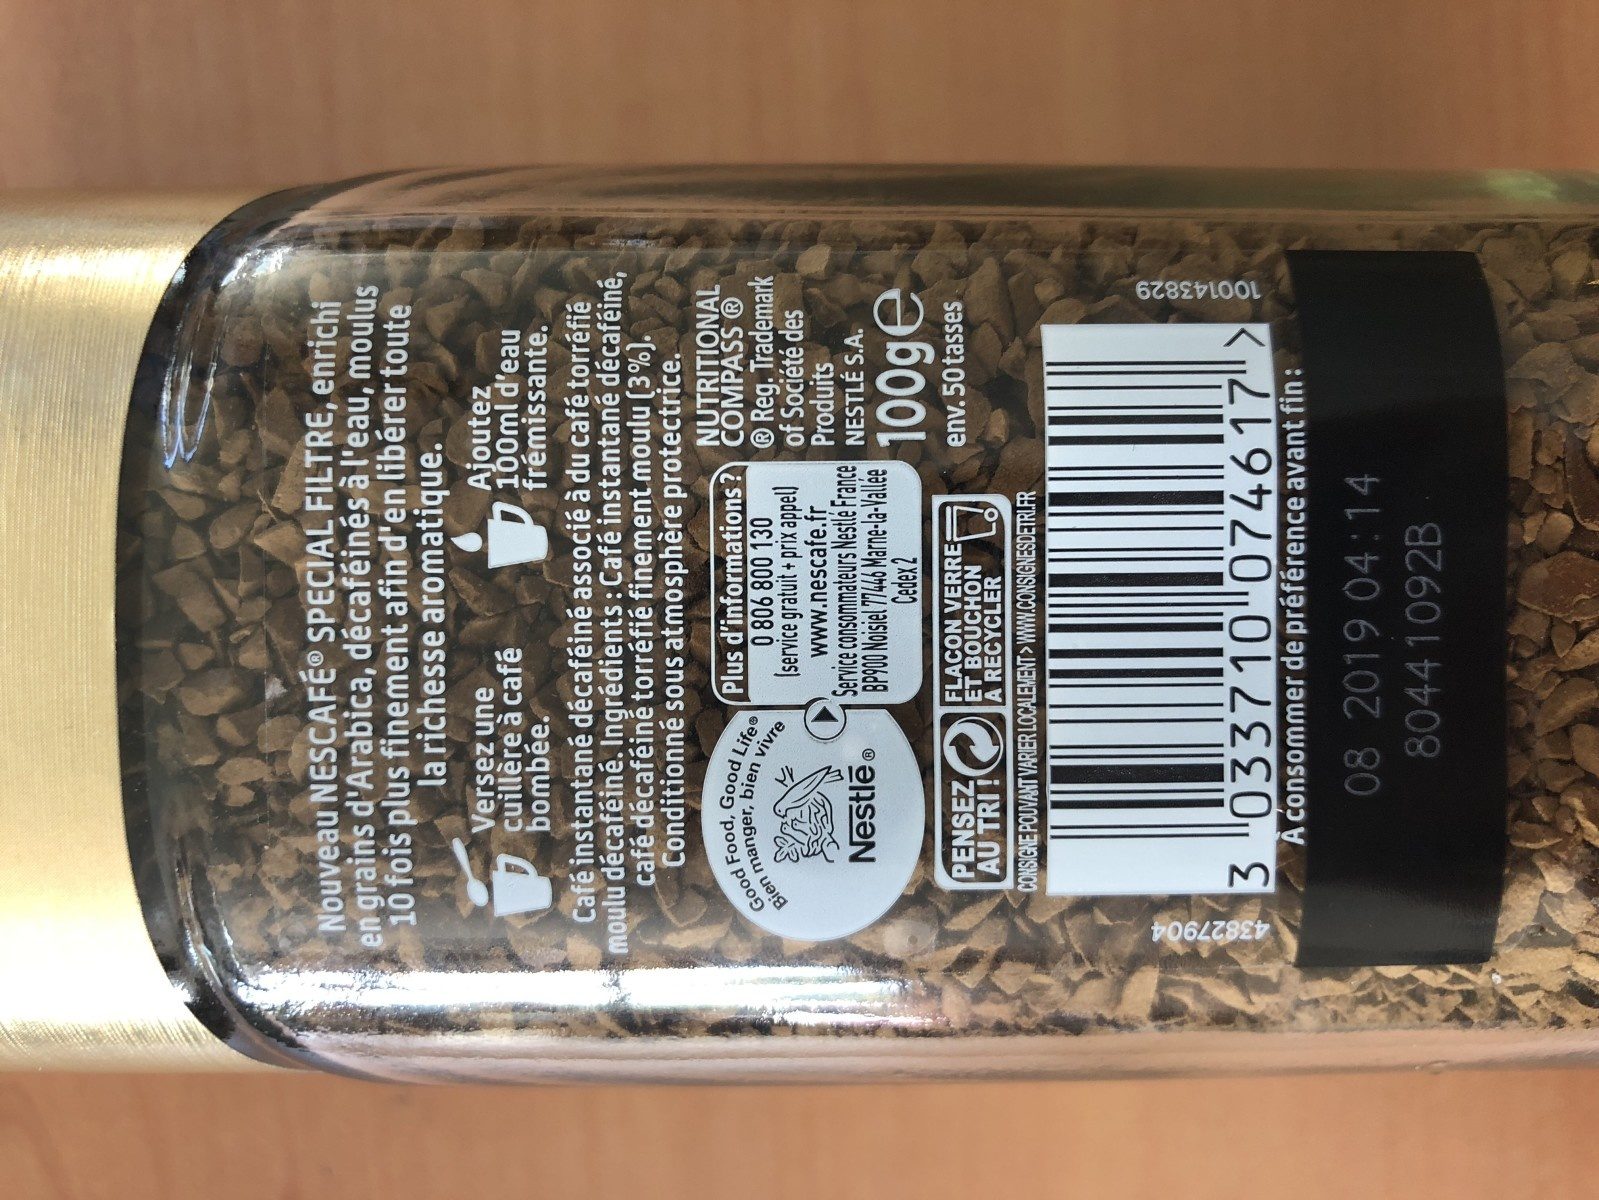 Nouveau NESCAFÉ® SPECIAL FILTRE, enrichi
en grains d'Arabica, décaféinés à l'eau, moulus
10 fois plus finement afin d'en libérer toute
la richesse aromatique.
Versez une
cuillère à café
bombée.
Ajoutez
100ml d'eau
frémissante.
Café instantané décaféiné associé à du café torréfié
moulu décaféiné. Ingrédients : Café instantané décaféiné,
café décaféiné torréfié finement moulu (3%).
Conditionné sous atmosphère protectrice.
Good Food, Good Life®
Bien manger, bien vivre
Nestlé®
Plus d'informations ?
0 806 800 130
(service gratuit + prix appel)
www.nescafe.fr
Service consommateurs Nestlé France
BP900 Noisiel 77446 Marne-la-Vallée
Cedex 2
NUTRITIONAL
COMPASS ®
® Reg. Trademark
of Société des
Produits
NESTLÉ S.A.
100g e
env. 50 tasses
PENSEZ
AU TRI !
FLACON VERRE
ET BOUCHON
À RECYCLER
CONSIGNE POUVANT VARIER LOCALEMENT > WWW.CONSIGNESDETRI.FR
43827904
100143829
3 033710 074617 >
À consommer de préférence avant fin :
08 2019 04:14
80441092B